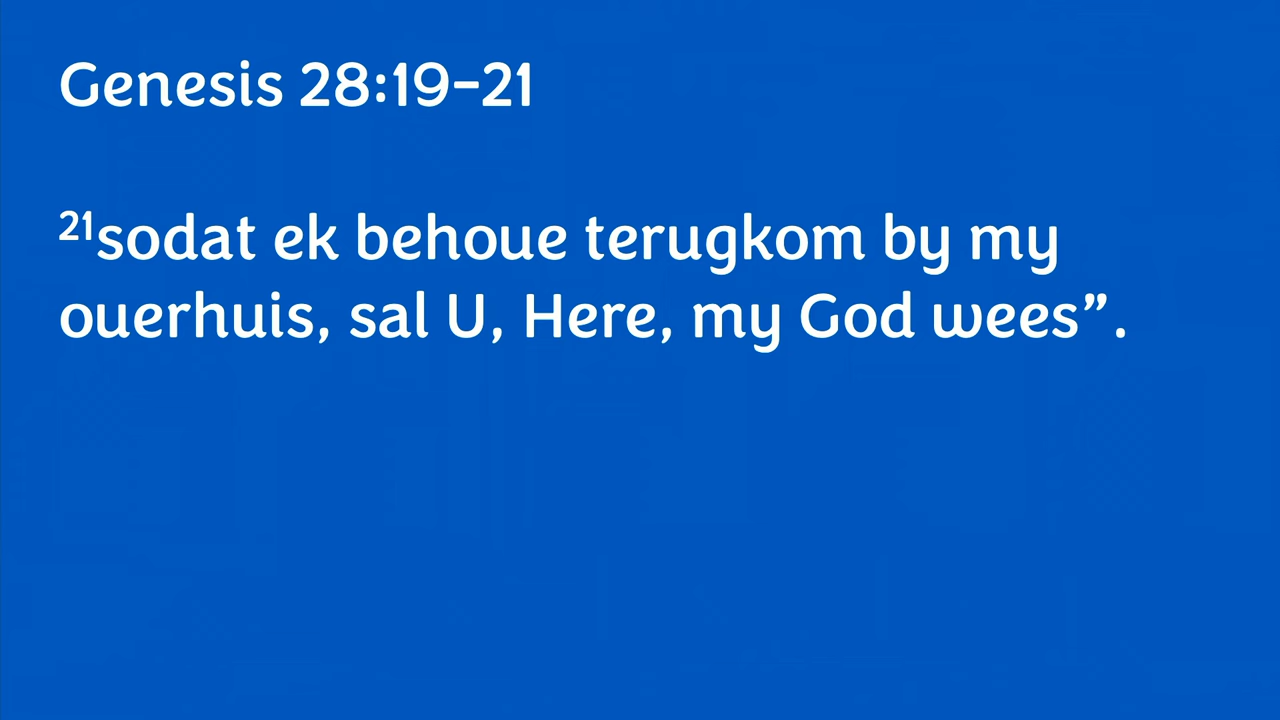 Genesis 28:19-21
²¹sodat ek behoue terugkom by my
ouerhuis, sal U, Here, my God wees”.